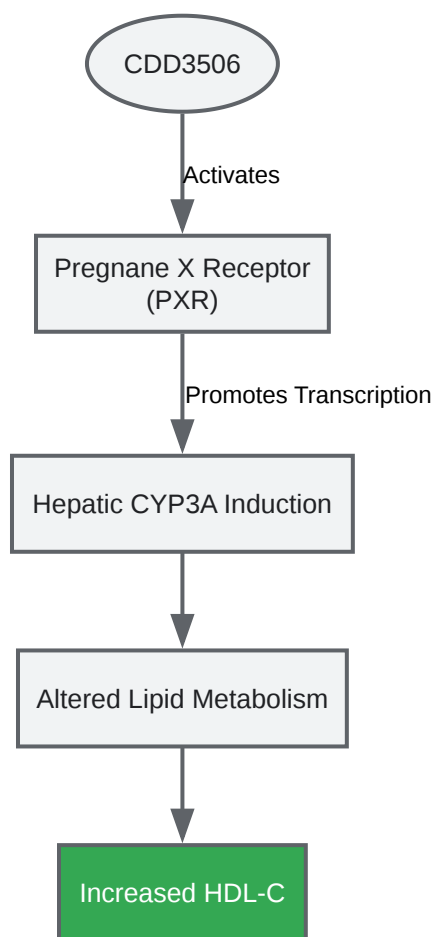 CDD3506
Activates
Pregnane X Receptor
(PXR)
Promotes Transcription
Hepatic CYP3A Induction
Altered Lipid Metabolism
Increased HDL-C